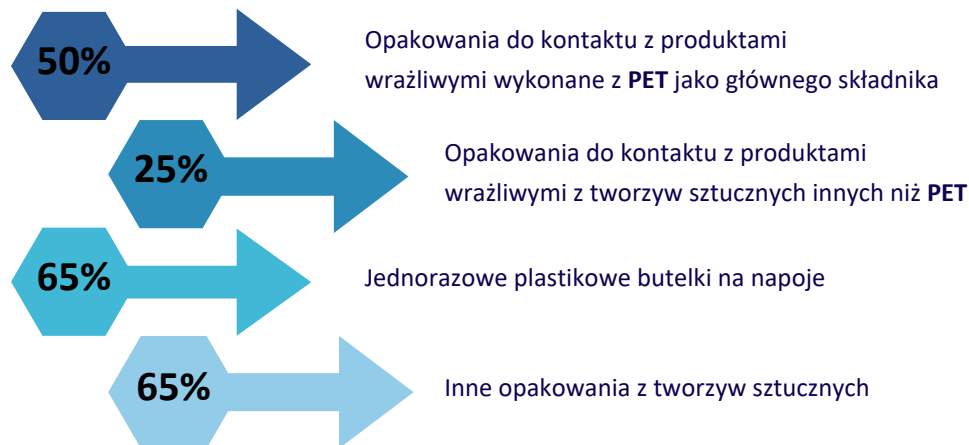 50%
Opakowania do kontaktu z produktami
wrażliwymi wykonane z PET jako głównego składnika
25%
Opakowania do kontaktu z produktami
wrażliwymi z tworzyw sztucznych innych niż PET
65%
Jednorazowe plastikowe butelki na napoje
65%
Inne opakowania z tworzyw sztucznych